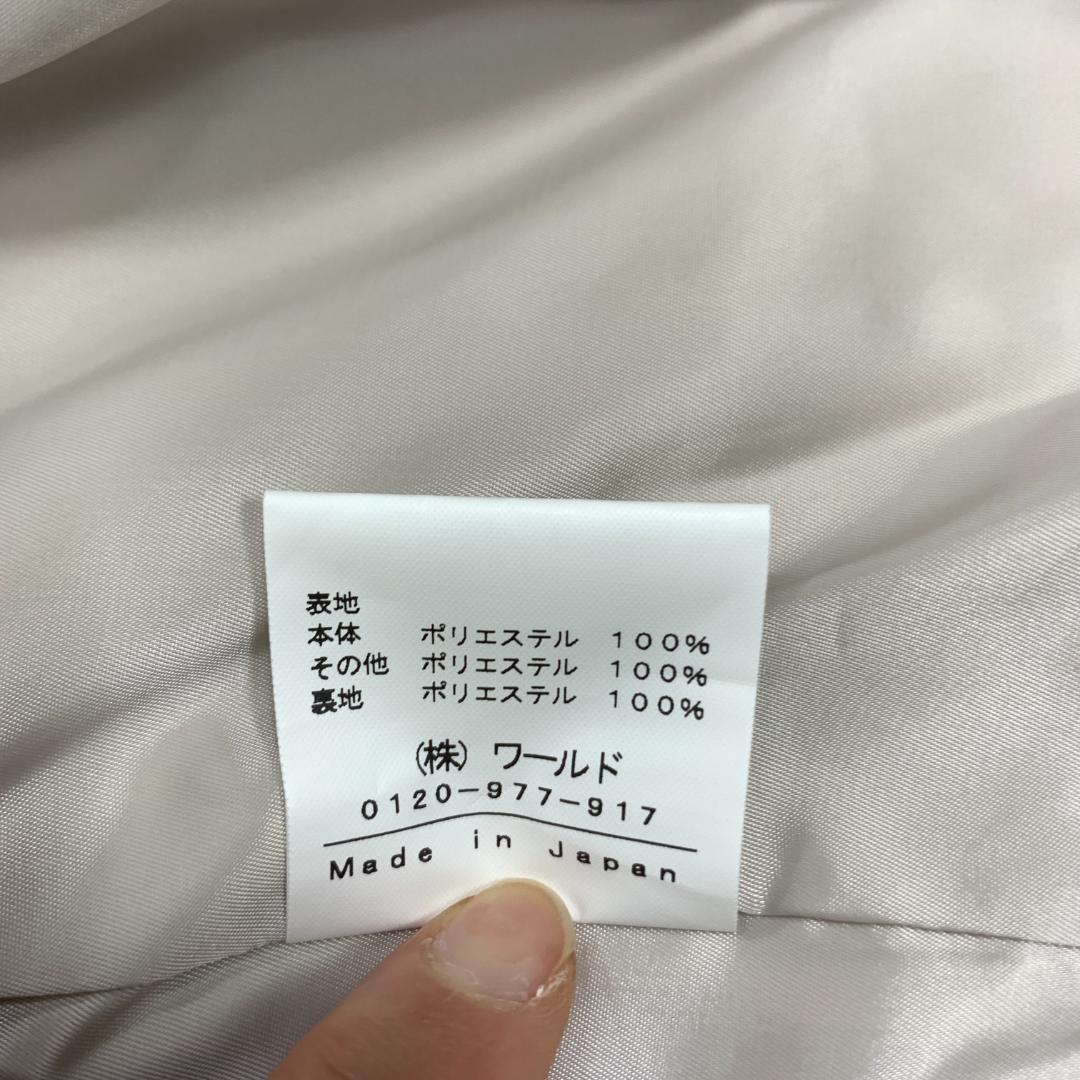 表地
本体 ポリエステル 100%
その他 ポリエステル 100%
裏地 ポリエステル 100%
(株) ワールド
0120-977-917
Made in Japan